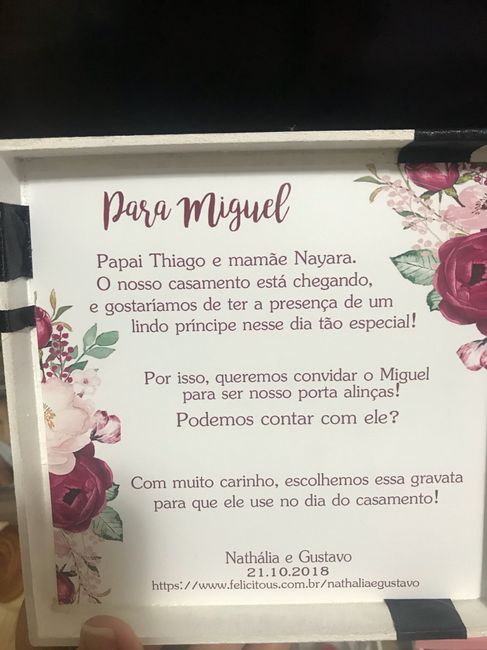 Para Miguel
Papai Thiago e mamãe Nayara.
O nosso casamento está chegando,
e gostaríamos de ter a presença de um
lindo príncipe nesse dia tão especial!
Por isso, queremos convidar o Miguel
para ser nosso porta alinças!
Podemos contar com ele?
Com muito carinho, escolhemos essa gravata
para que ele use no dia do casamento!
Nathália e Gustavo
21.10.2018
https://www.felicitous.com.br/nathaliaegustavo